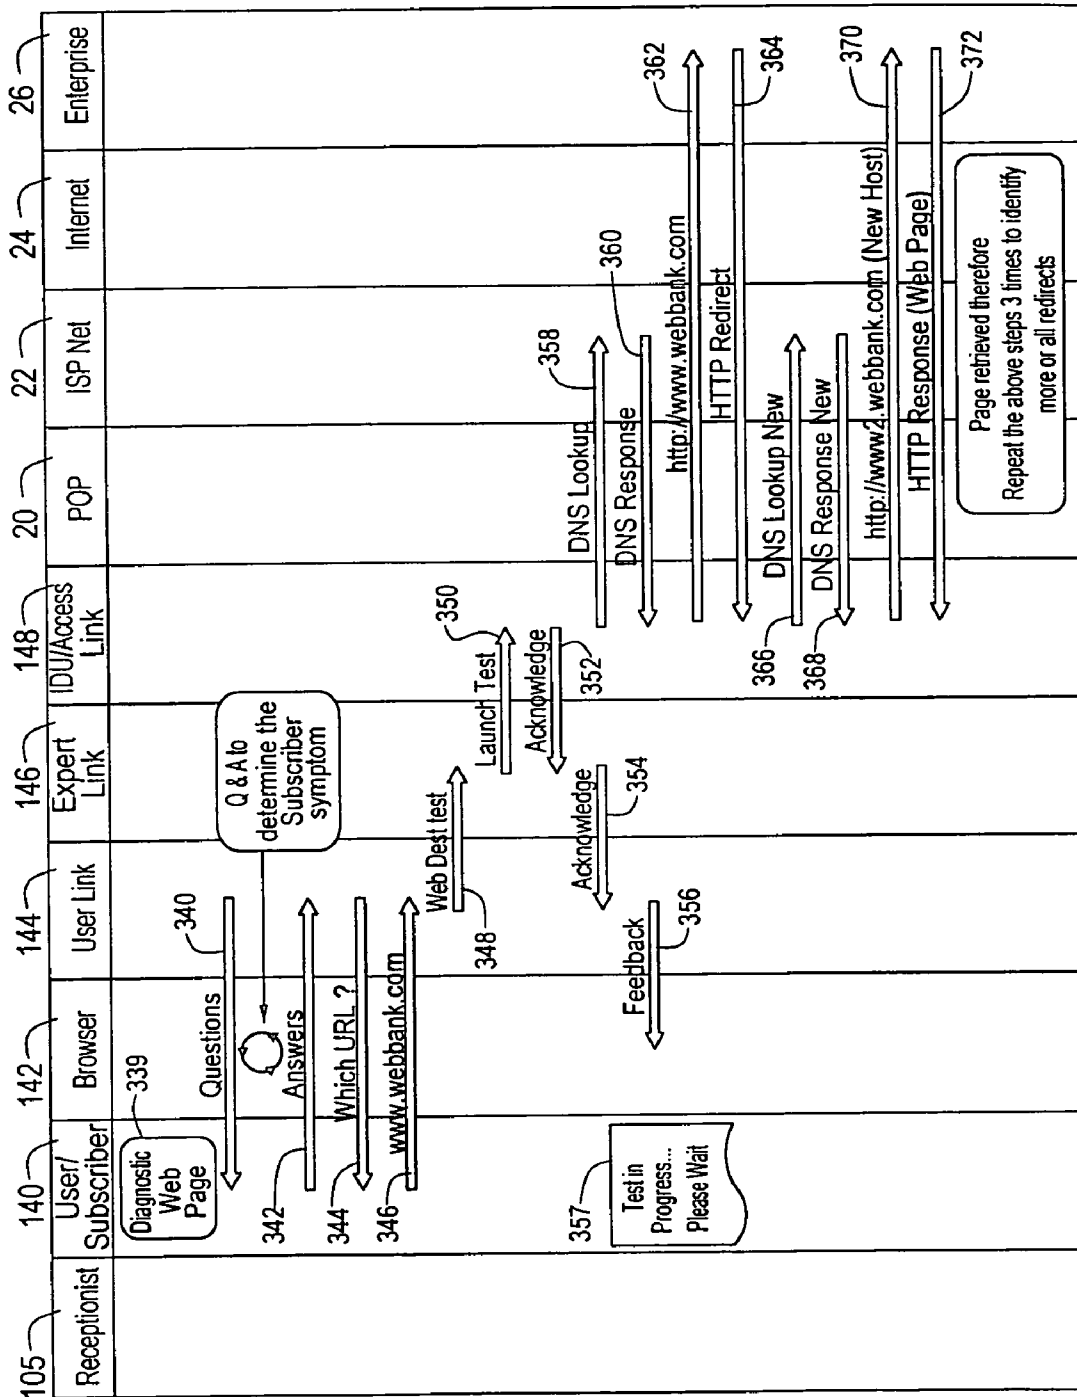 105
140
142
144
146
148
20
22
24
26
Receptionist
User/
Subscriber
Browser
User Link
Expert
Link
IDU/Access
Link
POP
ISP Net
Internet
Enterprise
339
Diagnostic
Web
Page
340
Questions
Q & A to
determine the
Subscriber
symptom
342
Answers
344
Which URL ?
346
www.webbank.com
348
Web Dest test
350
Launch Test
352
Acknowledge
354
Acknowledge
356
Feedback
357
Test in
Progress...
Please Wait
358
DNS Lookup
360
DNS Response
362
http://www.webbank.com
364
HTTP Redirect
366
DNS Lookup New
368
DNS Response New
370
http://www2.webbank.com (New Host)
372
HTTP Response (Web Page)
Page retrieved therefore
Repeat the above steps 3 times to identify
more or all redirects